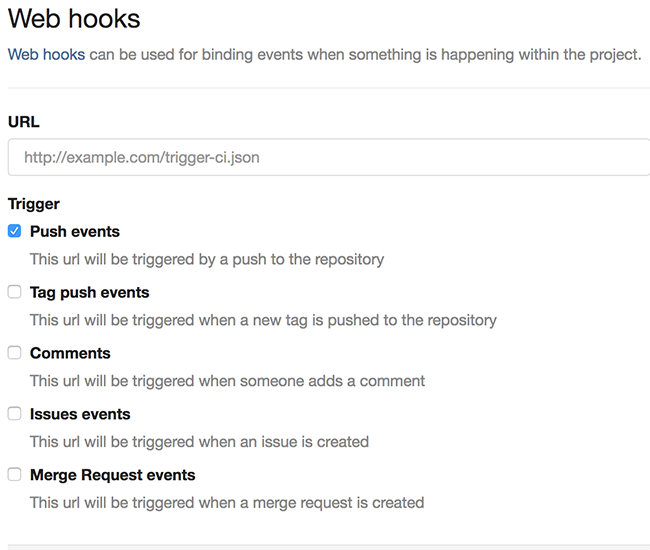 Web hooks
Web hooks can be used for binding events when something is happening within the project.
URL
http://example.com/trigger-ci.json
Trigger
Push events
This url will be triggered by a push to the repository
Tag push events
This url will be triggered when a new tag is pushed to the repository
Comments
This url will be triggered when someone adds a comment
Issues events
This url will be triggered when an issue is created
Merge Request events
This url will be triggered when a merge request is created